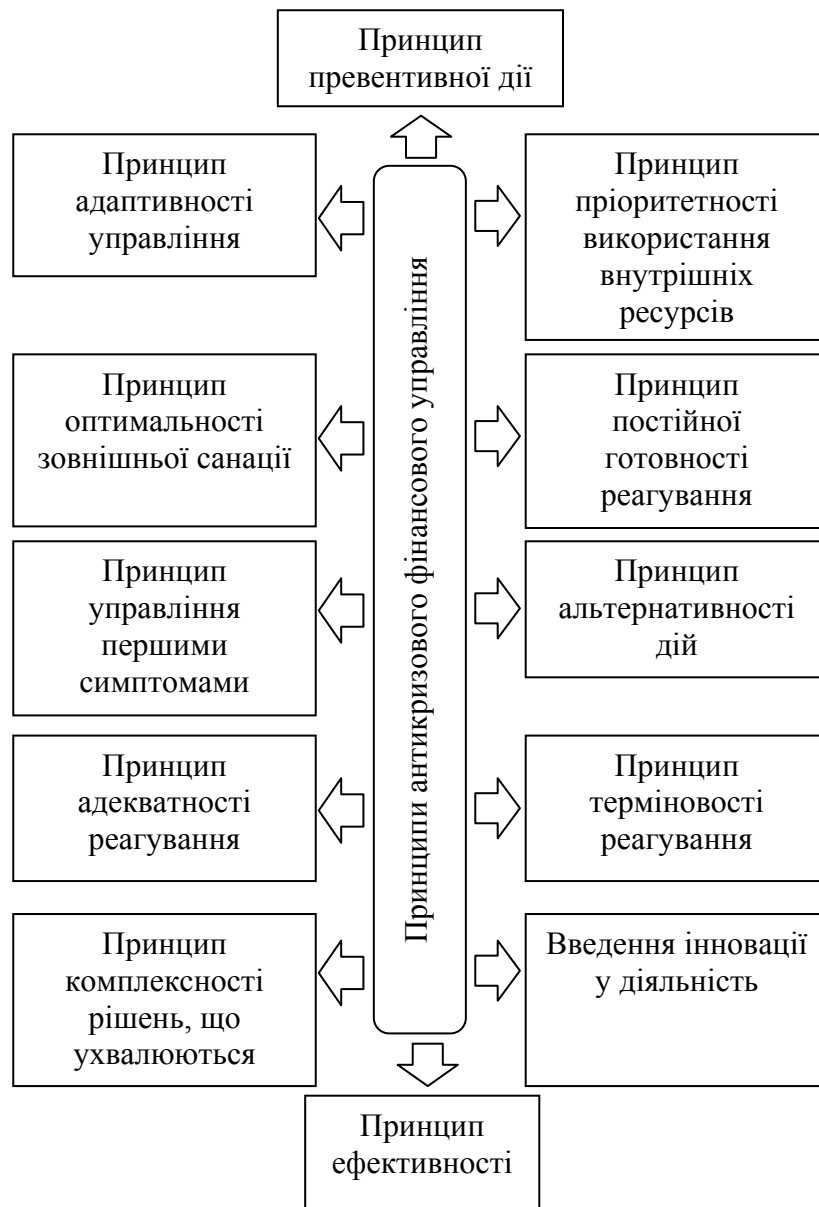 Принцип
превентивної дії
Принцип
адаптивності
управління
Принцип
пріоритетності
використання
внутрішніх
ресурсів
Принцип
оптимальності
зовнішньої санації
Принцип
постійної
готовності
реагування
Принципи антикризового фінансового управління
Принцип
управління
першими
симптомами
Принцип
альтернативності
дій
Принцип
адекватності
реагування
Принцип
терміновості
реагування
Принцип
комплексності
рішень, що
ухвалюються
Введення інновації
у діяльність
Принцип
ефективності